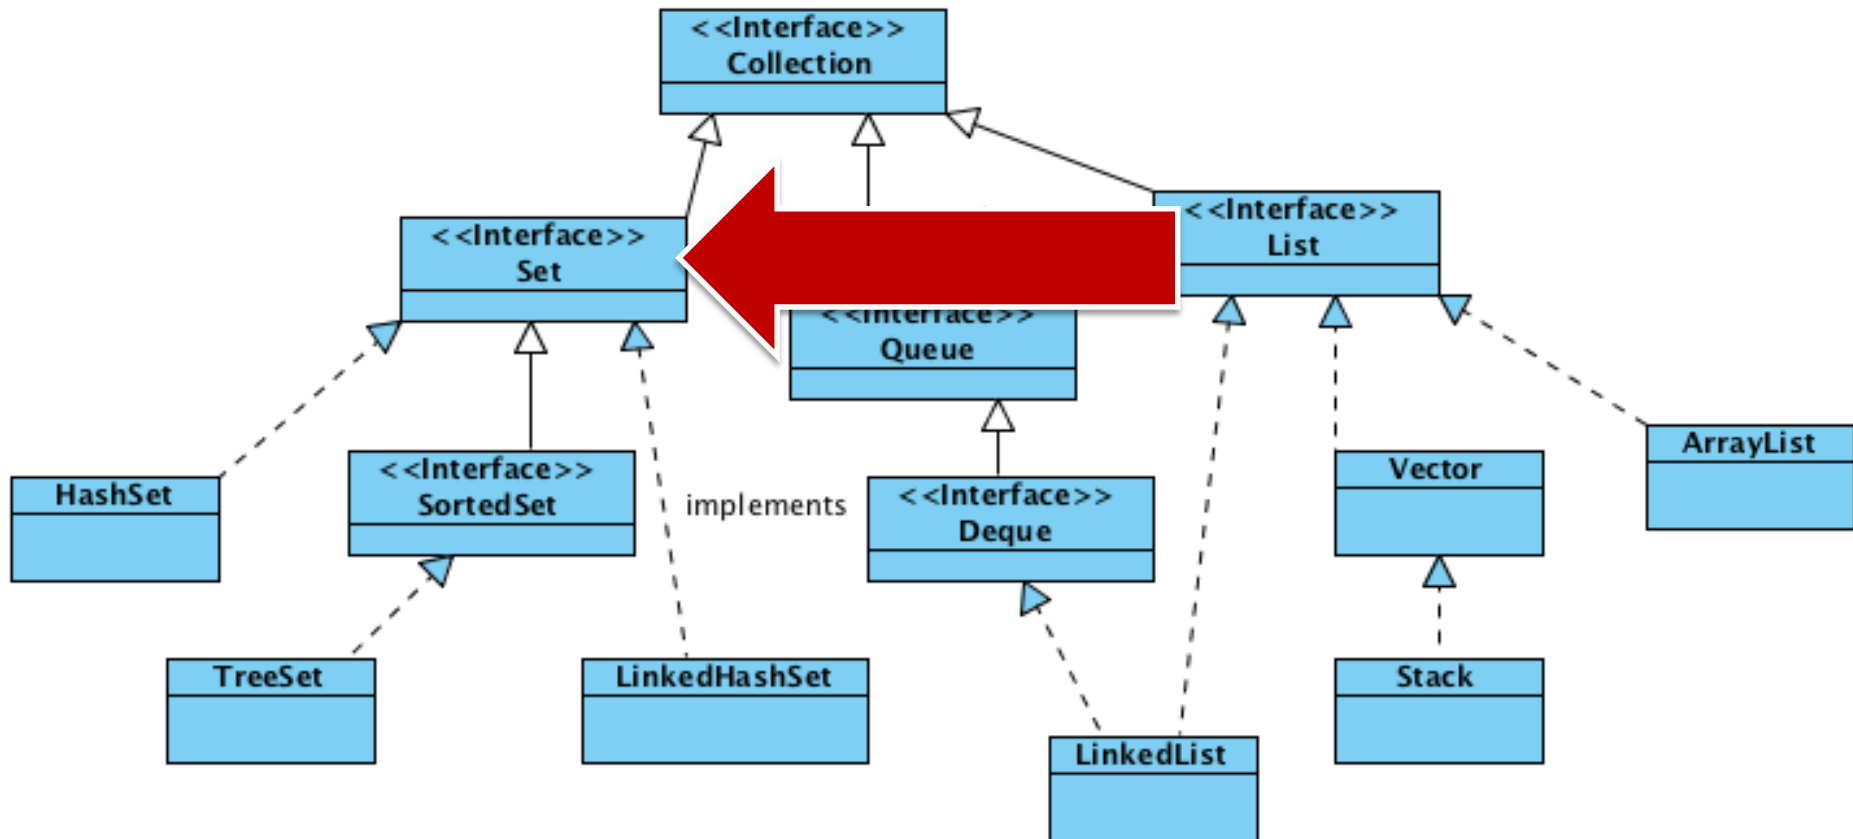 <<Interface>>
Collection
<<Interface>>
Set
<<Interface>>
List
<<Interface>>
Queue
HashSet
<<Interface>>
SortedSet
implements
<<Interface>>
Deque
Vector
ArrayList
TreeSet
LinkedHashSet
LinkedList
Stack